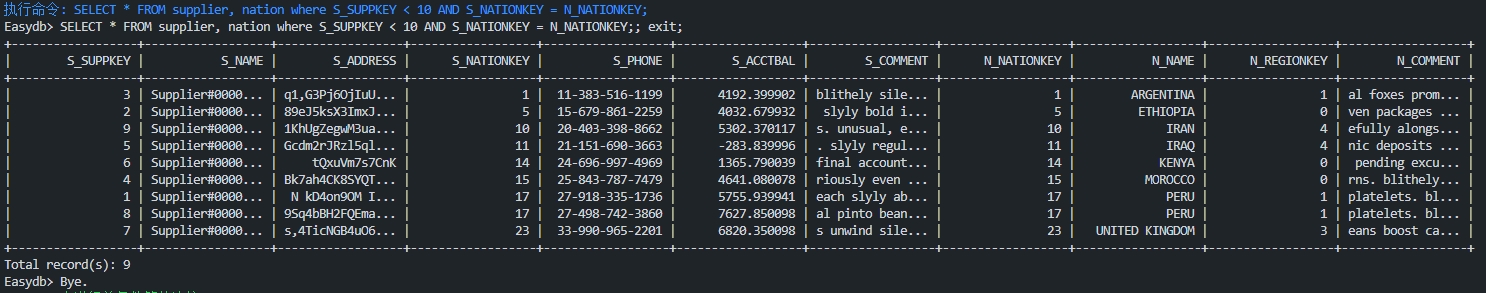 执行命令: SELECT * FROM supplier, nation where S_SUPPKEY < 10 AND S_NATIONKEY = N_NATIONKEY;
Easydb> SELECT * FROM supplier, nation where S_SUPPKEY < 10 AND S_NATIONKEY = N_NATIONKEY;; exit;
| S_SUPPKEY | S_NAME | S_ADDRESS | S_NATIONKEY | S_PHONE | S_ACCTBAL | S_COMMENT | N_NATIONKEY | N_NAME | N_REGIONKEY | N_COMMENT |
| 3 | Supplier#0000... | q1,G3Pj6OjIuU... | 1 | 11-383-516-1199 | 4192.399902 | blithely sile... | 1 | ARGENTINA | 1 | al foxes prom... |
| 2 | Supplier#0000... | 89eJ5ksX3ImxJ... | 5 | 15-679-861-2259 | 4032.679932 | slyly bold i... | 5 | ETHIOPIA | 0 | ven packages ... |
| 9 | Supplier#0000... | 1KhUgZegwM3ua... | 10 | 20-403-398-8662 | 5302.370117 | s. unusual, e... | 10 | IRAN | 4 | efully alongs... |
| 5 | Supplier#0000... | Gcdm2rJRzl5ql... | 11 | 21-151-690-3663 | -283.839996 | . slyly regul... | 11 | IRAQ | 4 | nic deposits ... |
| 6 | Supplier#0000... | tQxuVm7s7CnK | 14 | 24-696-997-4969 | 1365.790039 | final account... | 14 | KENYA | 0 | pending excu... |
| 4 | Supplier#0000... | Bk7ah4CK8SYQT... | 15 | 25-843-787-7479 | 4641.080078 | riously even ... | 15 | MOROCCO | 0 | rns. blithely... |
| 1 | Supplier#0000... | N kD4on9OM I... | 17 | 27-918-335-1736 | 5755.939941 | each slyly ab... | 17 | PERU | 1 | platelets. bl... |
| 8 | Supplier#0000... | 9Sq4bBH2FQEma... | 17 | 27-498-742-3860 | 7627.850098 | al pinto bean... | 17 | PERU | 1 | platelets. bl... |
| 7 | Supplier#0000... | s,4TicNGB4uO6... | 23 | 33-990-965-2201 | 6820.350098 | s unwind sile... | 23 | UNITED KINGDOM | 3 | eans boost ca... |
Total record(s): 9
Easydb> Bye.